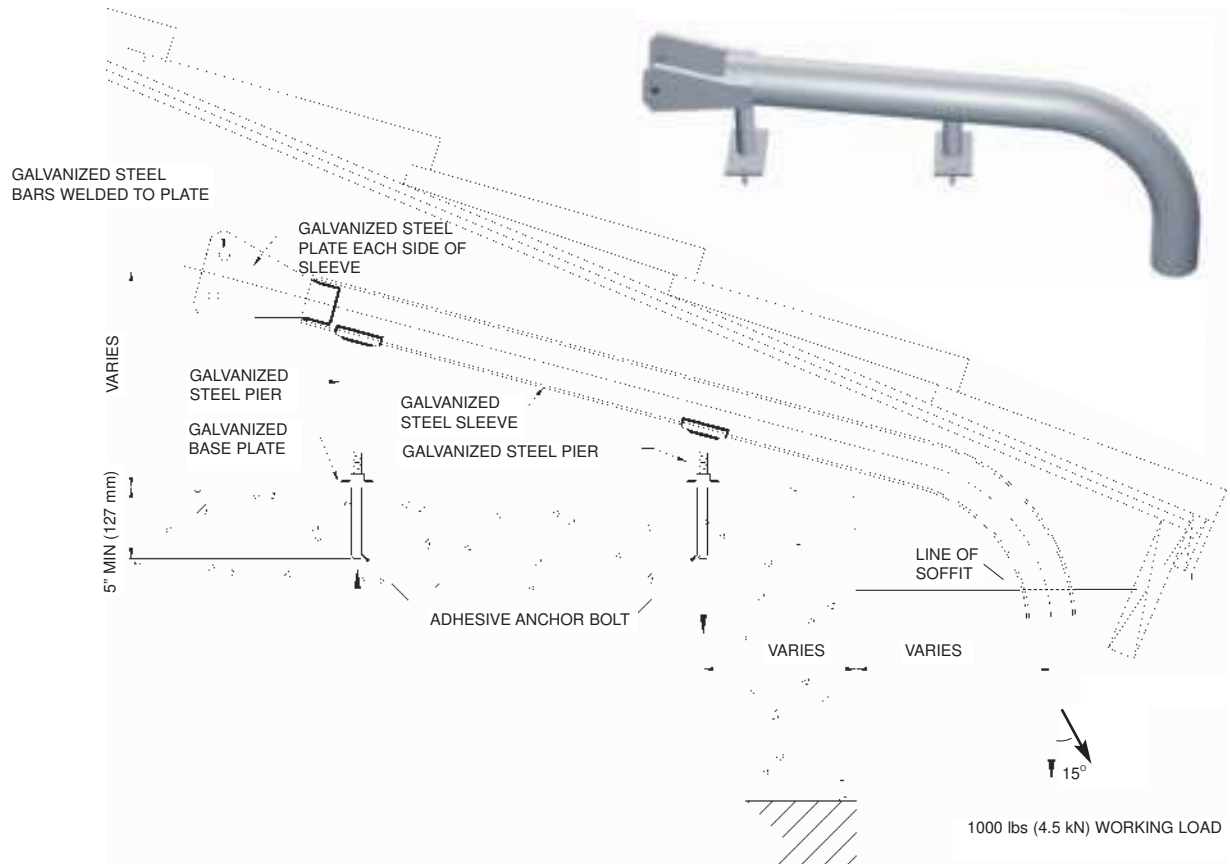 GALVANIZED STEEL
BARS WELDED TO PLATE
GALVANIZED STEEL
PLATE EACH SIDE OF
SLEEVE
VARIES
GALVANIZED
STEEL PIER
GALVANIZED
BASE PLATE
GALVANIZED
STEEL SLEEVE
GALVANIZED STEEL PIER
5" MIN (127 mm)
LINE OF
SOFFIT
ADHESIVE ANCHOR BOLT
VARIES
VARIES
15°
1000 lbs (4.5 kN) WORKING LOAD